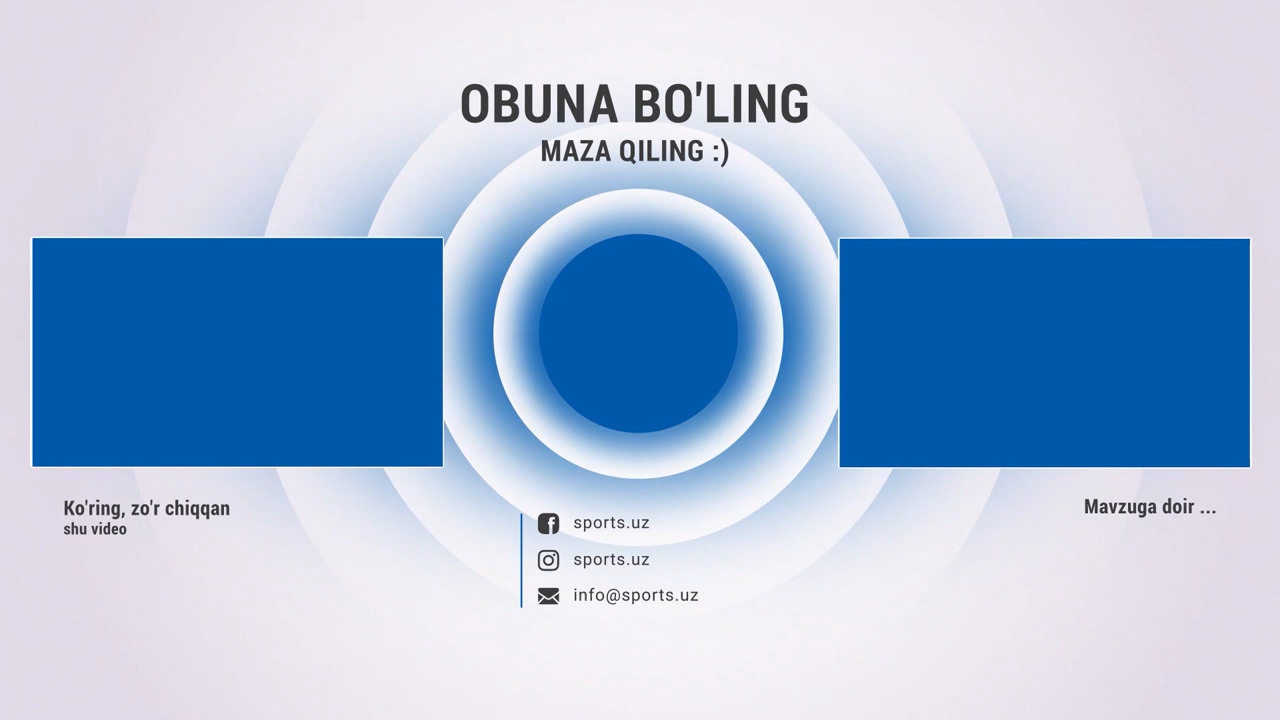 OBUNA BO'LING
MAZA QILING :)
Ko'ring, zo'r chiqqan
shu video
Mavzuga doir ...
sports.uz
sports.uz
info@sports.uz